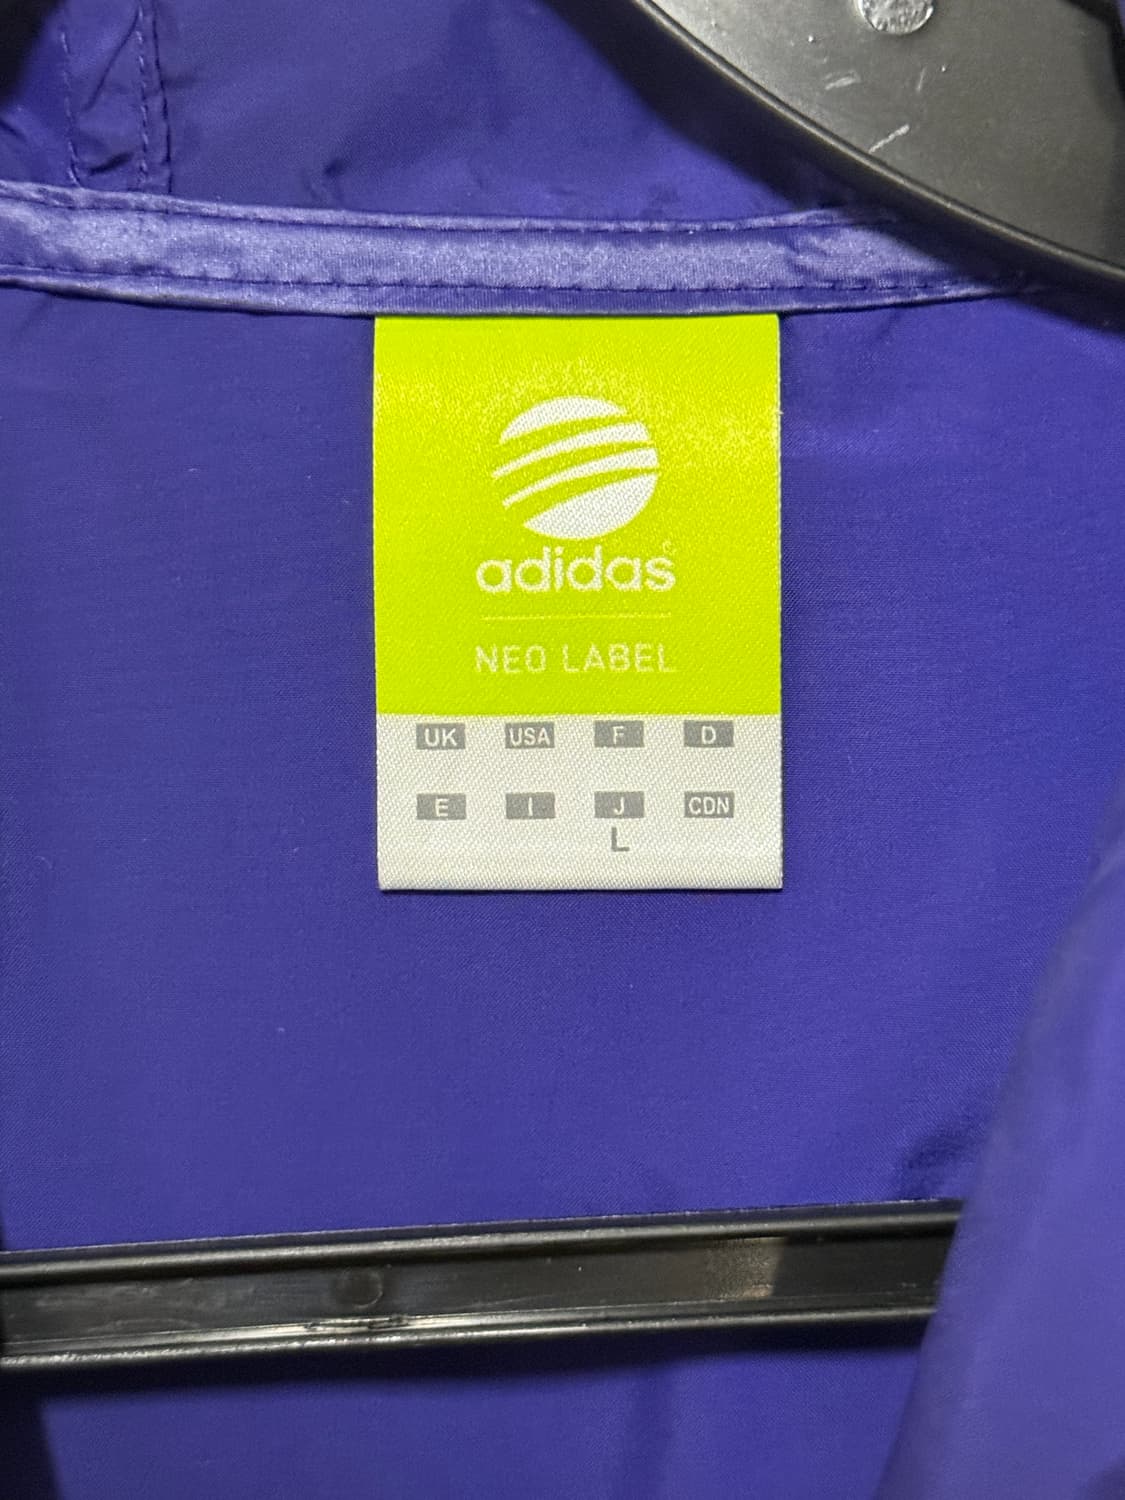 adidas
NEO LABEL
UK USA F D
E I J CDN
L